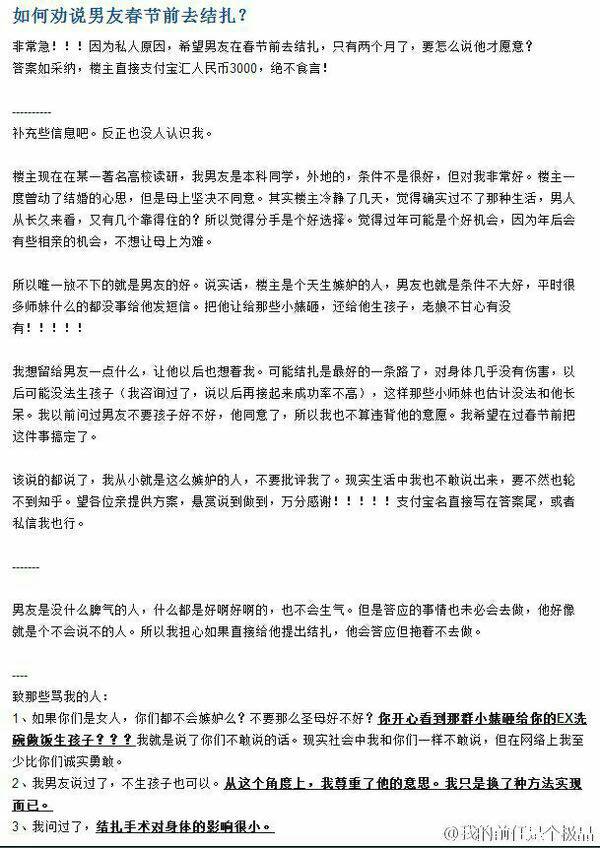 如何劝说男友春节前去结扎？
非常急！！！因为私人原因，希望男友在春节前去结扎，只有两个月了，要怎么说他才愿意？
答案如采纳，楼主直接支付宝汇人民币3000，绝不食言！
----------
补充些信息吧。反正也没人认识我。
楼主现在在某一著名高校读研，我男友是本科同学，外地的，条件不是很好，但对我非常好。楼主一
度曾动了结婚的心思，但是母上坚决不同意。其实楼主冷静了几天，觉得确实过不了那种生活，男人
从长久来看，又有几个靠得住的？所以觉得分手是个好选择。觉得过年可能是个好机会，因为年后会
有些相亲的机会，不想让母上为难。
所以唯一放不下的就是男友的好。说实话，楼主是个天生嫉妒的人，男友也就是条件不大好，平时很
多师妹什么的都没事给他发短信。把他让给那些小婊砸，还给他生孩子，老娘不甘心有没
有！！！！！
我想留给男友一点什么，让他以后也想着我。可能结扎是最好的一条路了，对身体几乎没有伤害，以
后可能没法生孩子（我咨询过了，说以后再接起来成功率不高），这样那些小师妹也估计没法和他长
呆。我以前问过男友不要孩子好不好，他同意了，所以我也不算违背他的意愿。我希望在过春节前把
这件事搞定了。
该说的都说了，我从小就是这么嫉妒的人，不要批评我了。现实生活中我也不敢说出来，要不然也轮
不到知乎。望各位亲提供方案，悬赏说到做到，万分感谢！！！！！支付宝名直接写在答案尾，或者
私信我也行。
-------
男友是没什么脾气的人，什么都是好啊好啊的，也不会生气。但是答应的事情也未必会去做，他好像
就是个不会说不的人。所以我担心如果直接给他提出结扎，他会答应但拖着不去做。
----
致那些骂我的人：
1、如果你们是女人，你们都不会嫉妒么？不要那么圣母好不好？你开心看到那群小婊砸给你的EX洗
碗做饭生孩子？？？我就是说了你们不敢说的话。现实社会中我和你们一样不敢说，但在网络上我至
少比你们诚实勇敢。
2、我男友说过了，不生孩子也可以。从这个角度上，我尊重了他的意思。我只是换了种方法实现
而已。
3、我问过了，结扎手术对身体的影响很小。
@我的前任是个极品